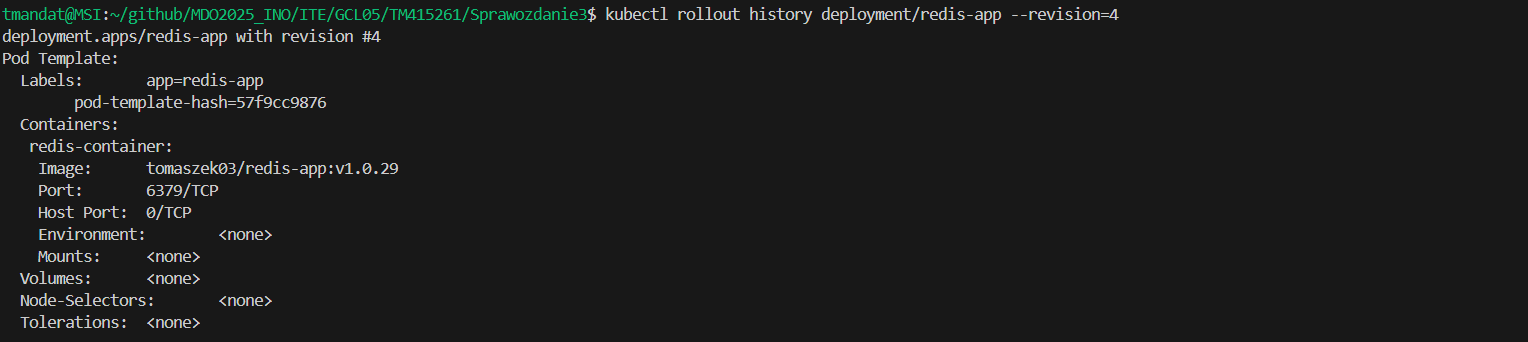 tmandat@MSI:~/github/MDO2025_INO/ITE/GCL05/TM415261/Sprawozdanie3$ kubectl rollout history deployment/redis-app --revision=4
deployment.apps/redis-app with revision #4
Pod Template:
  Labels:       app=redis-app
        pod-template-hash=57f9cc9876
  Containers:
   redis-container:
    Image:      tomaszek03/redis-app:v1.0.29
    Port:       6379/TCP
    Host Port:  0/TCP
    Environment:        <none>
    Mounts:     <none>
  Volumes:      <none>
  Node-Selectors:       <none>
  Tolerations:  <none>